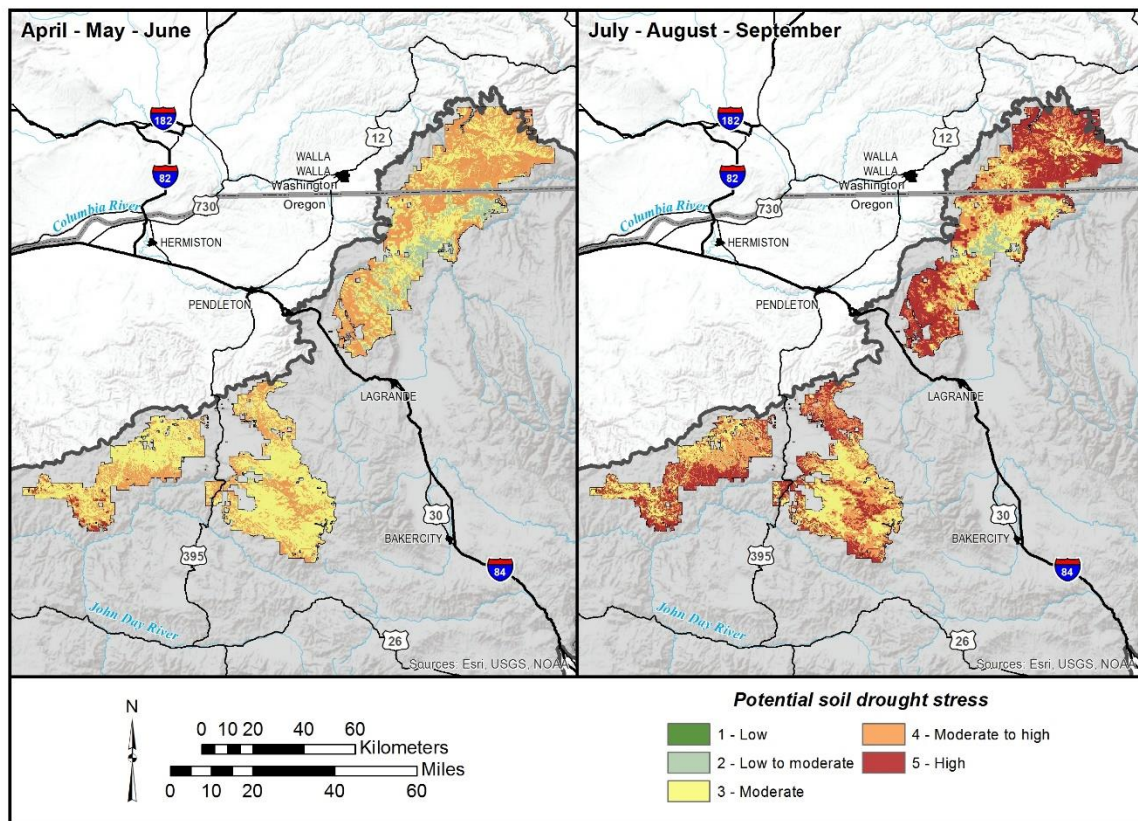 April - May - June
182
12
82
WALLA
WALLA
Washington
Oregon
730
Columbia River
HERMISTON
PENDLETON
LAGRANDE
30
BAKERCITY
395
84
John Day River
26
Sources: Esri, USGS, NOAA
July - August - September
182
12
82
WALLA
WALLA
Washington
Oregon
730
Columbia River
HERMISTON
PENDLETON
LAGRANDE
30
BAKERCITY
395
84
John Day River
26
Sources: Esri, USGS, NOAA
N
0 10 20 40 60
Kilometers
Miles
0 10 20 40 60
Potential soil drought stress
1 - Low
2 - Low to moderate
3 - Moderate
4 - Moderate to high
5 - High